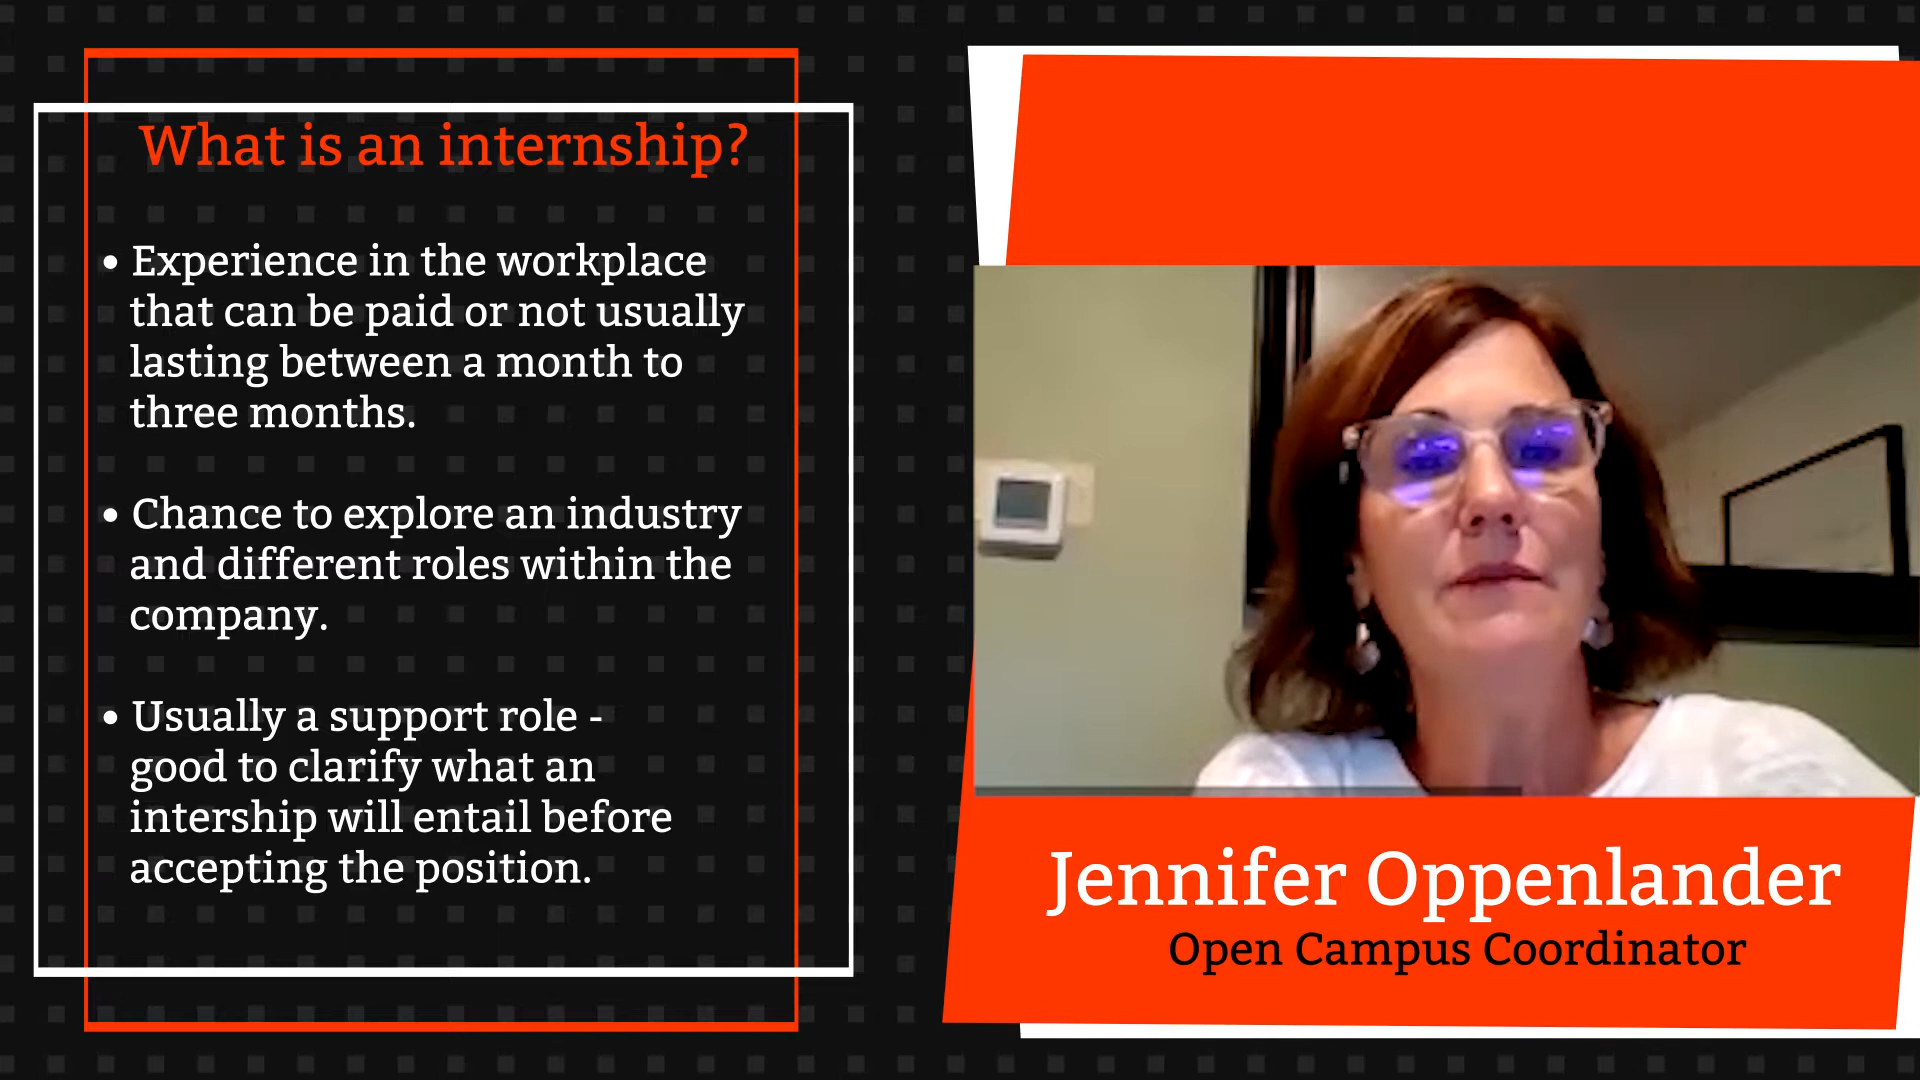 What is an internship?
• Experience in the workplace
that can be paid or not usually
lasting between a month to
three months.
• Chance to explore an industry
and different roles within the
company.
• Usually a support role -
good to clarify what an
intership will entail before
accepting the position.
Jennifer Oppenlander
Open Campus Coordinator